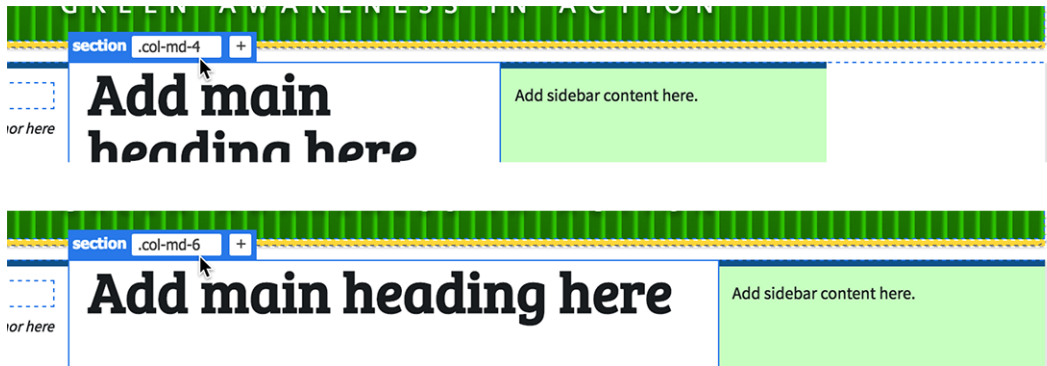 GREEN AWARENESS IN ACTION
section .col-md-4 +
Add main
heading here
Add sidebar content here.
or here
section .col-md-6 +
Add main heading here
Add sidebar content here.
or here